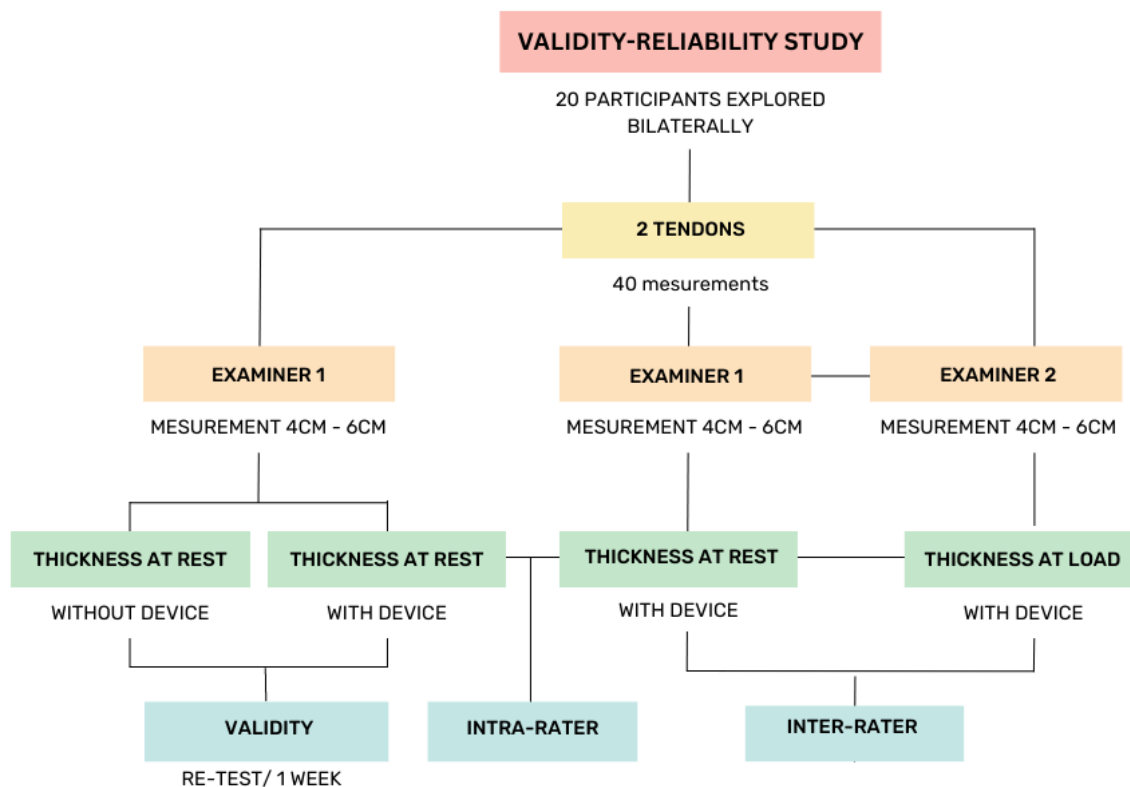 VALIDITY-RELIABILITY STUDY
20 PARTICIPANTS EXPLORED
BILATERALLY
2 TENDONS
40 mesurements
EXAMINER 1
EXAMINER 1
EXAMINER 2
MESUREMENT 4CM - 6CM
MESUREMENT 4CM - 6CM
MESUREMENT 4CM - 6CM
THICKNESS AT REST
THICKNESS AT REST
THICKNESS AT REST
THICKNESS AT LOAD
WITHOUT DEVICE
WITH DEVICE
WITH DEVICE
WITH DEVICE
VALIDITY
INTRA-RATER
INTER-RATER
RE-TEST/ 1 WEEK